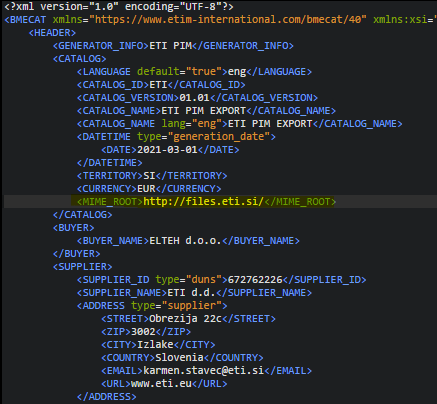 <?xml version="1.0" encoding="UTF-8"?>
<BMECAT xmlns="https://www.etim-international.com/bmecat/40" xmlns:xsi="
<HEADER>
<GENERATOR_INFO>ETI PIM</GENERATOR_INFO>
<CATALOG>
<LANGUAGE default="true">eng</LANGUAGE>
<CATALOG_ID>ETI</CATALOG_ID>
<CATALOG_VERSION>01.01</CATALOG_VERSION>
<CATALOG_NAME>ETI PIM EXPORT</CATALOG_NAME>
<CATALOG_NAME lang="eng">ETI PIM EXPORT</CATALOG_NAME>
<DATETIME type="generation_date">
<DATE>2021-03-01</DATE>
</DATETIME>
<TERRITORY>SI</TERRITORY>
<CURRENCY>EUR</CURRENCY>
<MIME_ROOT>http://files.eti.si/</MIME_ROOT>
</CATALOG>
<BUYER>
<BUYER_NAME>ELTEH d.o.o.</BUYER_NAME>
</BUYER>
<SUPPLIER>
<SUPPLIER_ID type="duns">672762226</SUPPLIER_ID>
<SUPPLIER_NAME>ETI d.d.</SUPPLIER_NAME>
<ADDRESS type="supplier">
<STREET>Obrezija 22c</STREET>
<ZIP>3002</ZIP>
<CITY>Izlake</CITY>
<COUNTRY>Slovenia</COUNTRY>
<EMAIL>karmen.stavec@eti.si</EMAIL>
<URL>www.eti.eu</URL>
</ADDRESS>